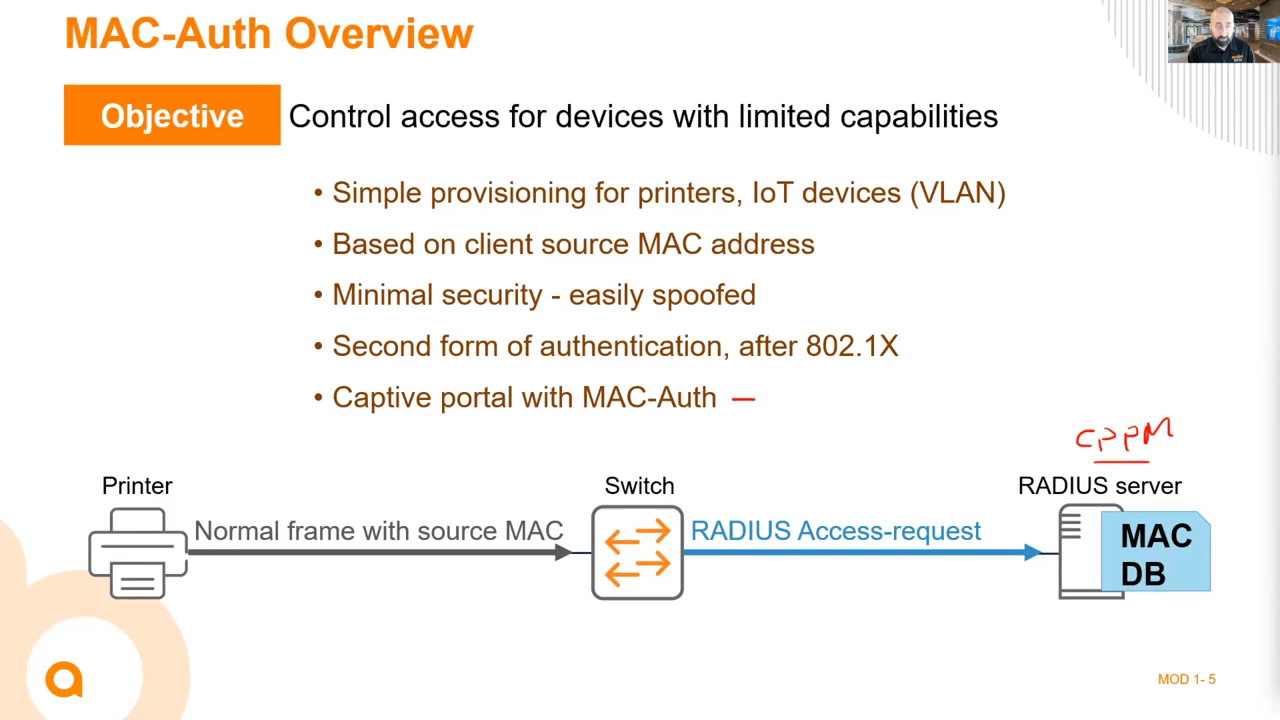 MAC-Auth Overview
Objective
Control access for devices with limited capabilities
• Simple provisioning for printers, IoT devices (VLAN)
• Based on client source MAC address
• Minimal security - easily spoofed
• Second form of authentication, after 802.1X
• Captive portal with MAC-Auth
CPPM
Printer
Switch
RADIUS server
Normal frame with source MAC
RADIUS Access-request
MAC
DB
MOD 1- 5